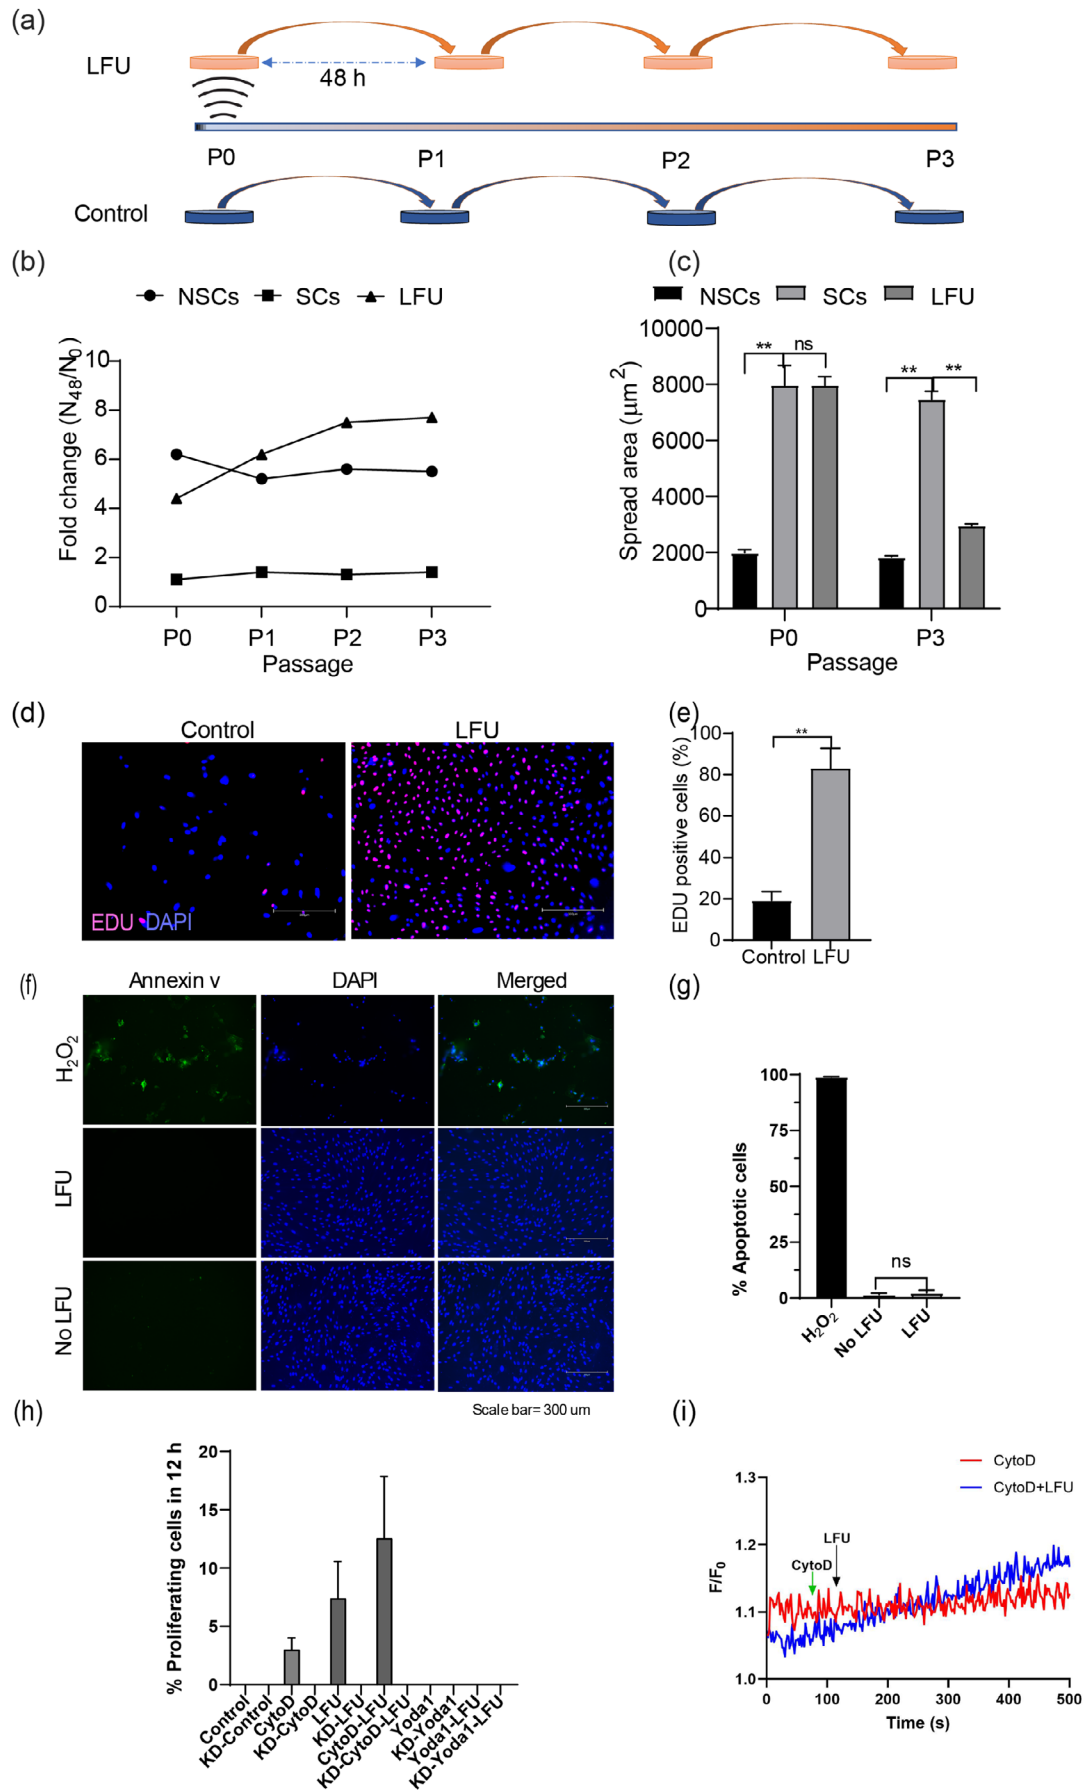 (a)
LFU
48 h
P0 P1 P2 P3
Control
(b)
NSCs SCs LFU
Fold change (N48/N0)
10
8
6
4
2
0
P0 P1 P2 P3
Passage
(c)
NSCs SCs LFU
Spread area (μm2)
10000
8000
6000
4000
2000
0
** ns ** **
P0 P3
Passage
(d)
Control LFU
EDU DAPI
(e)
EDU positive cells (%)
100
80
60
40
20
0
**
Control LFU
(f)
Annexin v DAPI Merged
H2O2
LFU
No LFU
Scale bar= 300 um
(g)
% Apoptotic cells
100
75
50
25
0
ns
H2O2 No LFU LFU
(h)
% Proliferating cells in 12 h
20
15
10
5
0
Control
KD-Control
CytoD
KD-CytoD
LFU
KD-LFU
CytoD-LFU
KD-CytoD-LFU
Yoda1
KD-Yoda1
Yoda1-LFU
KD-Yoda1-LFU
(i)
CytoD
CytoD+LFU
F/F0
1.3
1.2
1.1
1.0
LFU
CytoD
0 100 200 300 400 500
Time (s)